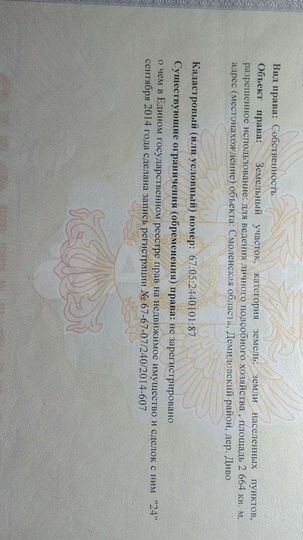 Вид права: Собственность
Объект права: Земельный участок, категория земель: земли населенных пунктов,
разрешенное использование: для ведения личного подсобного хозяйства , площадь 2 664 кв. м,
адрес (местонахождение) объекта: Смоленская область, Демидовский район, дер. Диво
Кадастровый (или условный) номер: 67:05:2440101:87
Существующие ограничения (обременения) права: не зарегистрировано
о чем в Едином государственном реестре прав на недвижимое имущество и сделок с ним "24"
сентября 2014 года сделана запись регистрации № 67-67-07/240/2014-607